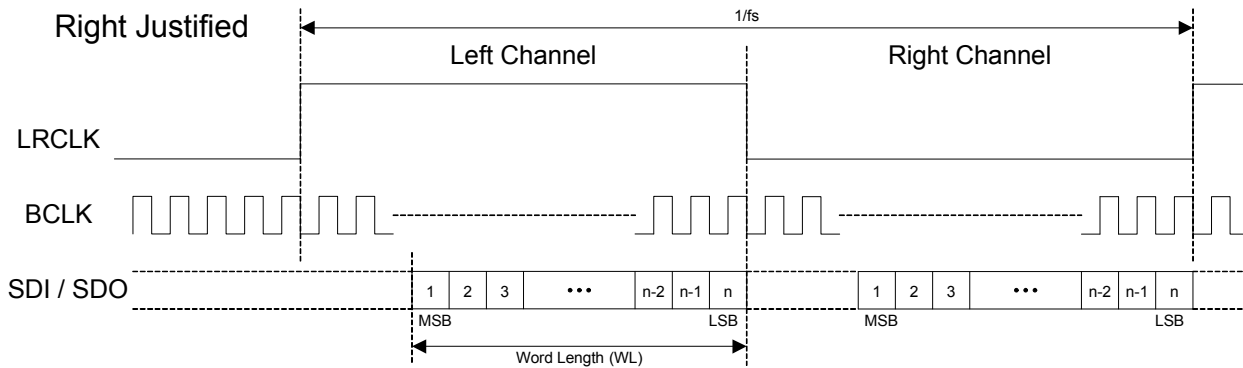 Right Justified
1/fs
Left Channel
Right Channel
LRCLK
BCLK
SDI / SDO
1 2 3 ••• n-2 n-1 n
1 2 3 ••• n-2 n-1 n
MSB LSB
MSB LSB
Word Length (WL)